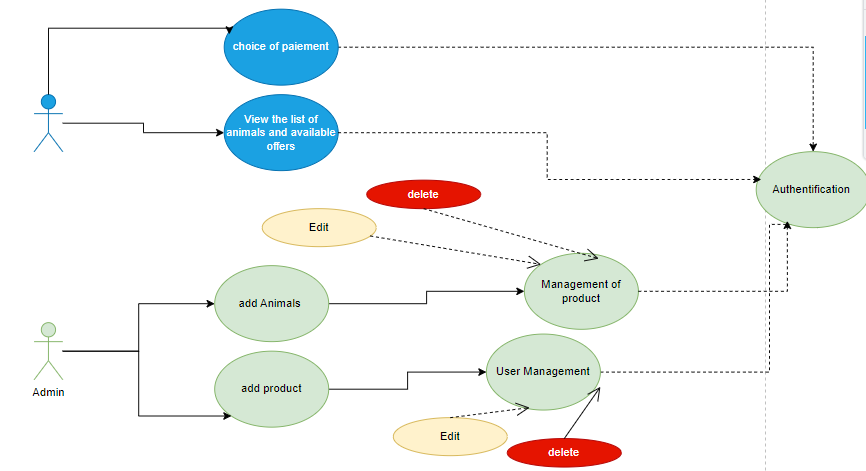 choice of paiement
View the list of
animals and available
offers
Authentification
delete
Edit
Management of
product
add Animals
User Management
add product
Admin
Edit
delete